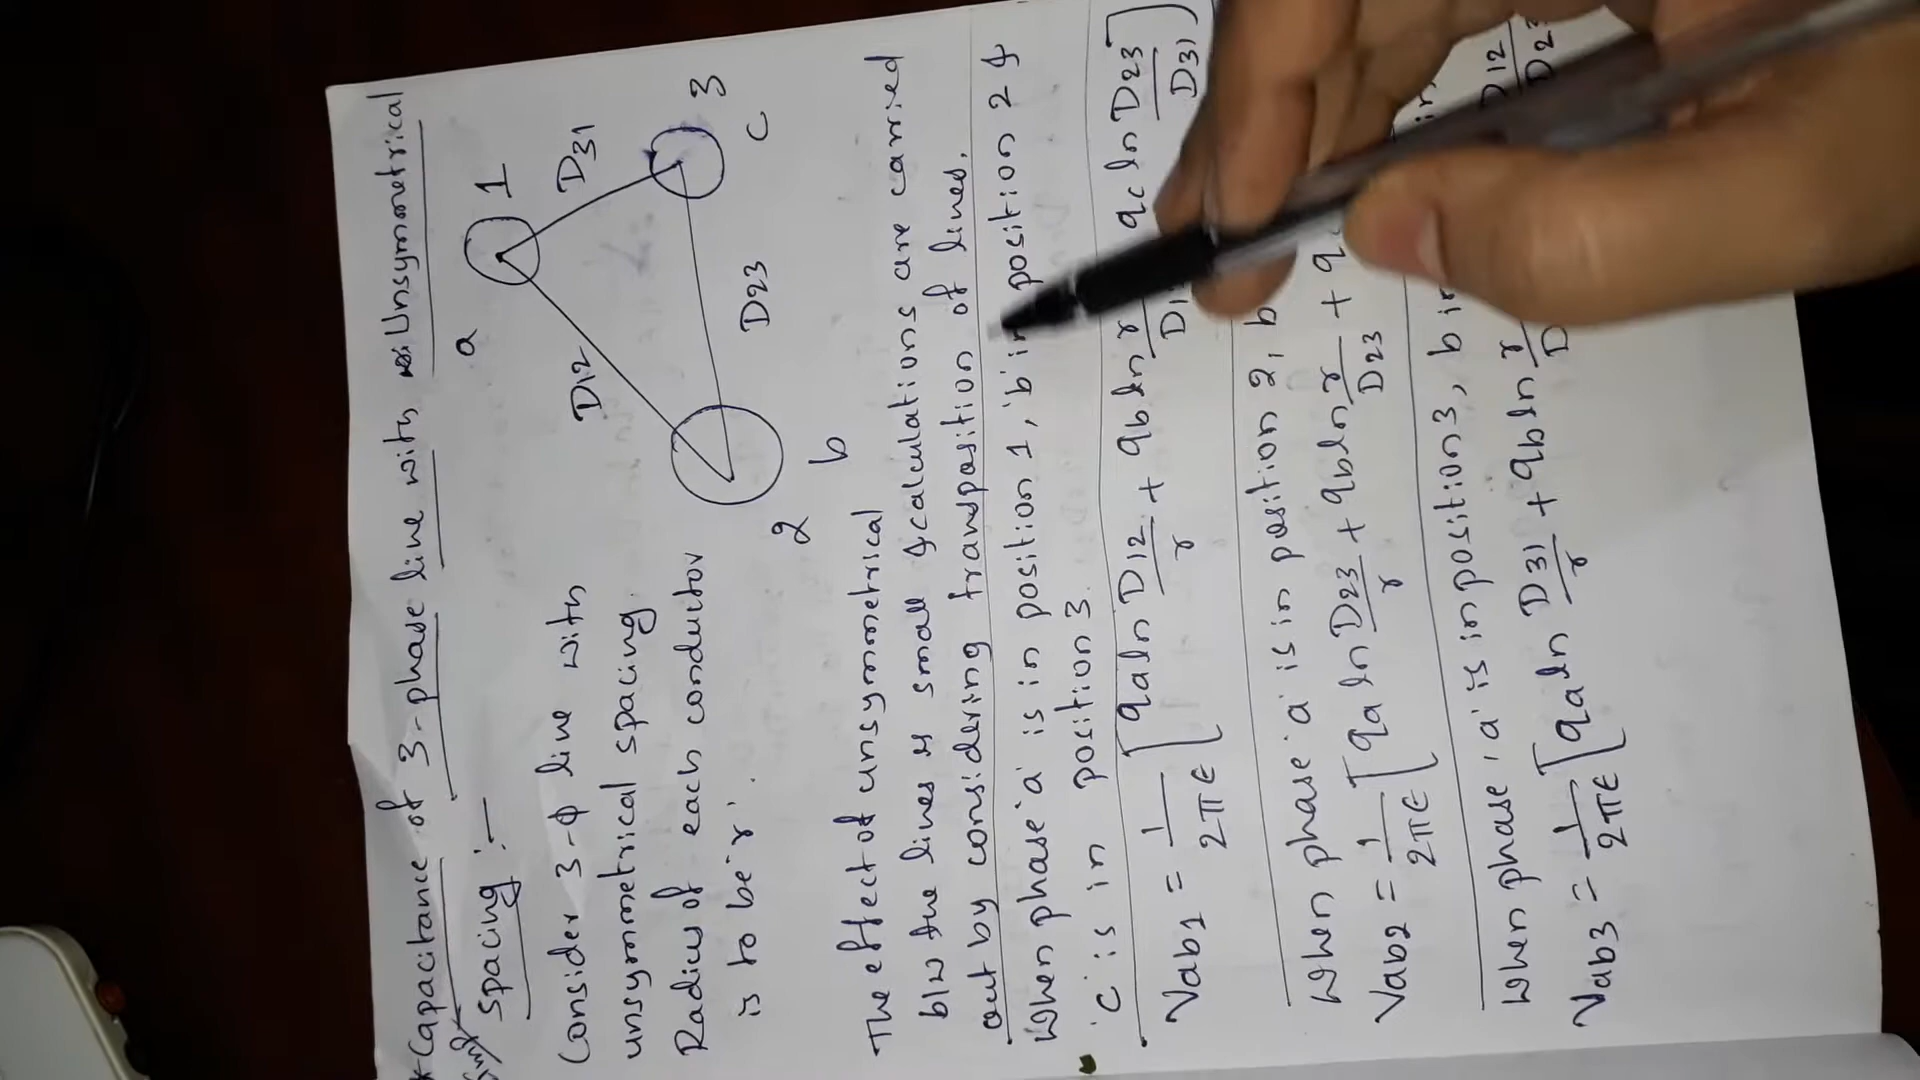 * Capacitance of 3-phase line with Unsymmetrical
spacing :-
Consider 3-ϕ line with
unsymmetrical spacing.
Radius of each conductor
is to be 'r'.
a
1
D12
D31
3
c
D23
2
b
The effect of unsymmetrical
b/w the lines is small & calculations are carried
out by considering transposition of lines.
When phase 'a' is in position 1, 'b' in position 2 &
'c' is in position 3.
Vab1 = 1/2πϵ [qa ln D12/r + qb ln r/D1 qc ln D23/D31]
When phase 'a' is in position 2, b
Vab2 = 1/2πϵ [qa ln D23/r + qb ln r/D23 + q
When phase 'a' is in position 3, b in
Vab3 = 1/2πϵ [qa ln D31/r + qb ln r/D D12/D23